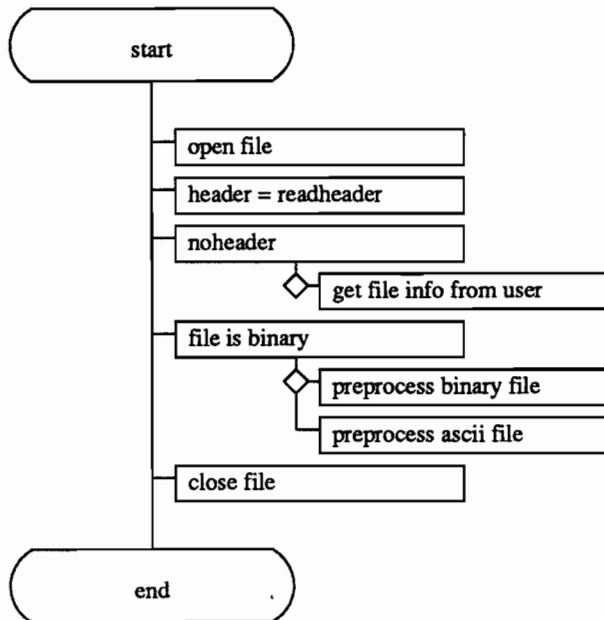 start
open file
header = readheader
noheader
get file info from user
file is binary
preprocess binary file
preprocess ascii file
close file
end